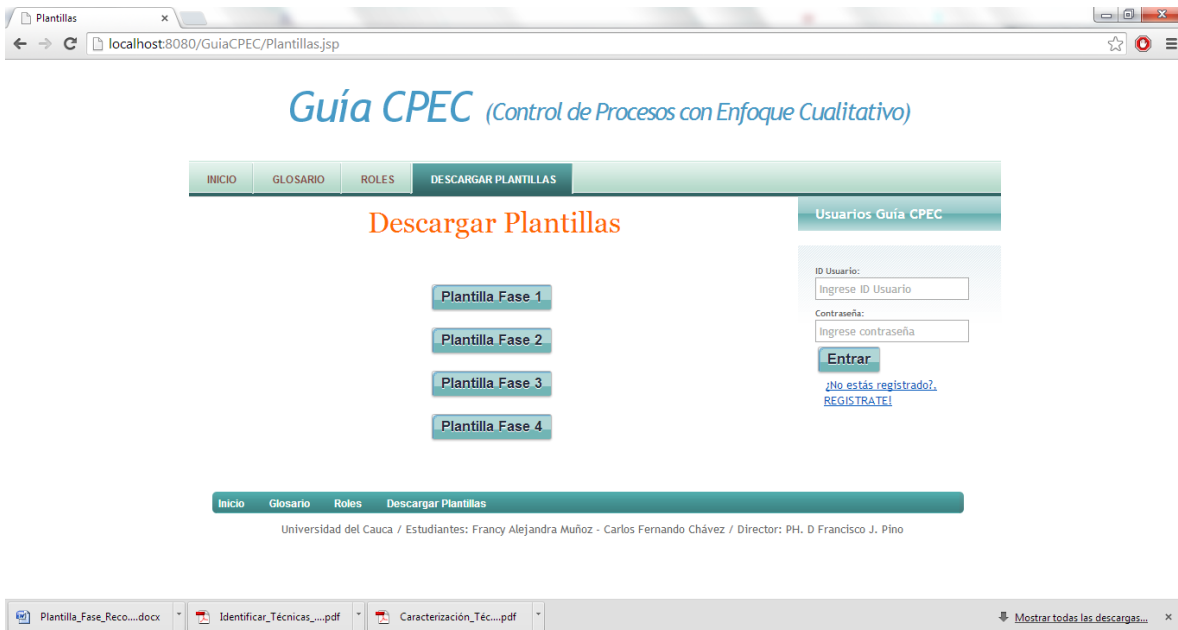 Plantillas
localhost:8080/GuiaCPEC/Plantillas.jsp
Guía CPEC (Control de Procesos con Enfoque Cualitativo)
INICIO GLOSARIO ROLES DESCARGAR PLANTILLAS
Descargar Plantillas
Plantilla Fase 1
Plantilla Fase 2
Plantilla Fase 3
Plantilla Fase 4
Usuarios Guía CPEC
ID Usuario:
Ingrese ID Usuario
Contraseña:
Ingrese contraseña
Entrar
¿No estás registrado?.
REGISTRATE!
Inicio Glosario Roles Descargar Plantillas
Universidad del Cauca / Estudiantes: Francy Alejandra Muñoz - Carlos Fernando Chávez / Director: PH. D Francisco J. Pino
Plantilla_Fase_Reco....docx Identificar_Técnicas_....pdf Caracterización_Téc....pdf Mostrar todas las descargas...